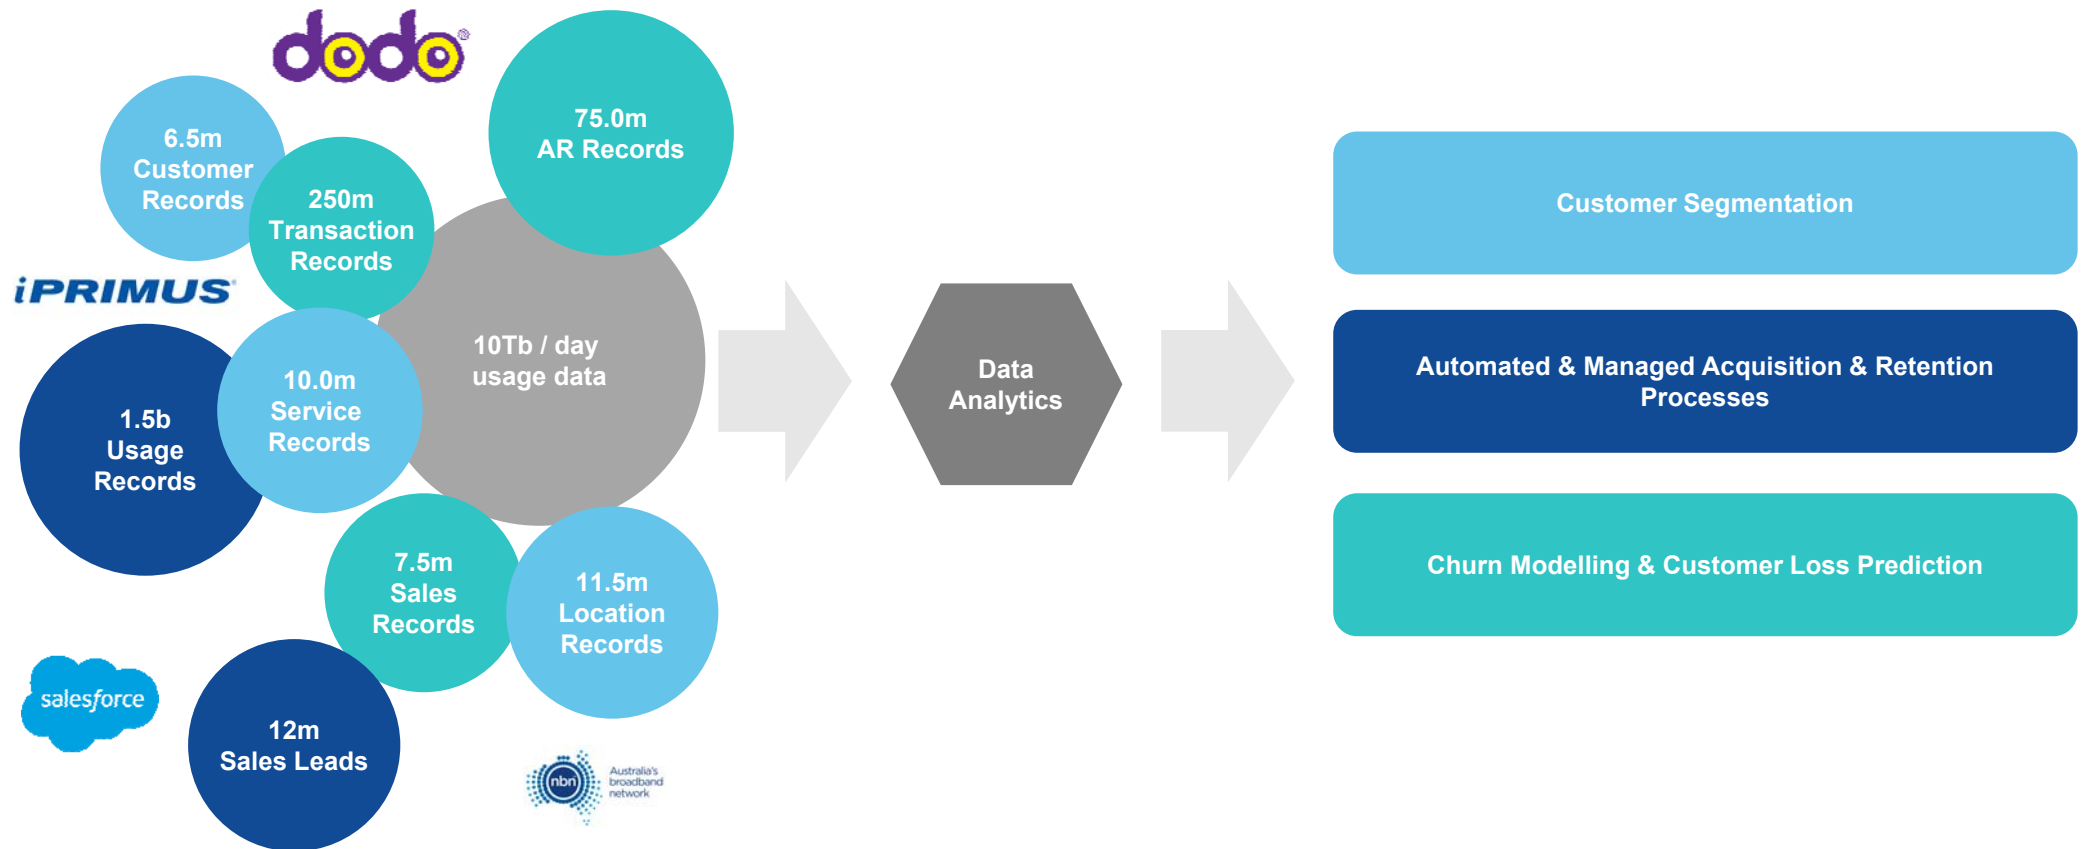 dodo
6.5m
Customer
Records
250m
Transaction
Records
75.0m
AR Records
iPRIMUS
1.5b
Usage
Records
10.0m
Service
Records
10Tb / day
usage data
7.5m
Sales
Records
11.5m
Location
Records
salesforce
12m
Sales Leads
nbn
Australia's
broadband
network
Data
Analytics
Customer Segmentation
Automated & Managed Acquisition & Retention
Processes
Churn Modelling & Customer Loss Prediction